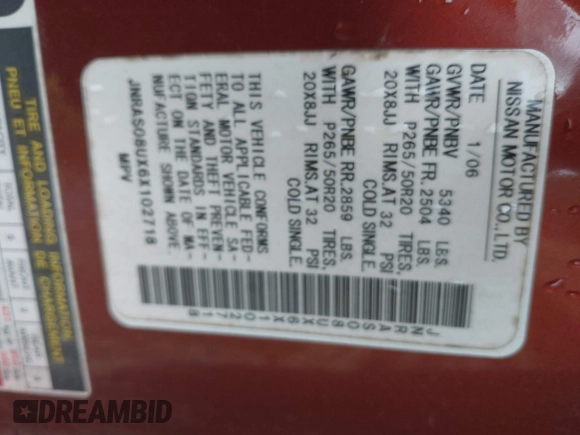 MANUFACTURED BY
NISSAN MOTOR CO., LTD.
DATE 1/06
GVWR/PNBV 5340 LBS.
GAWR/PNBE FR. 2504 LBS.
WITH P265/50R20 TIRES,
20X8JJ RIMS, AT 32 PSI
COLD SINGLE.
GAWR/PNBE RR. 2859 LBS.
WITH P265/50R20 TIRES,
20X8JJ RIMS, AT 32 PSI
COLD SINGLE.
THIS VEHICLE CONFORMS
TO ALL APPLICABLE FED-
ERAL MOTOR VEHICLE SA-
FETY AND THEFT PREVEN-
TION STANDARDS IN EFF-
ECT ON THE DATE OF MA-
NUFACTURE SHOWN ABOVE.
JNRAS08UX6X102718
MPV
JNRAS08UX6X102718
TIRE AND LOADING INFORMATION
PNEU ET INFORMATION DE CHARGEMENT
DREAMBID